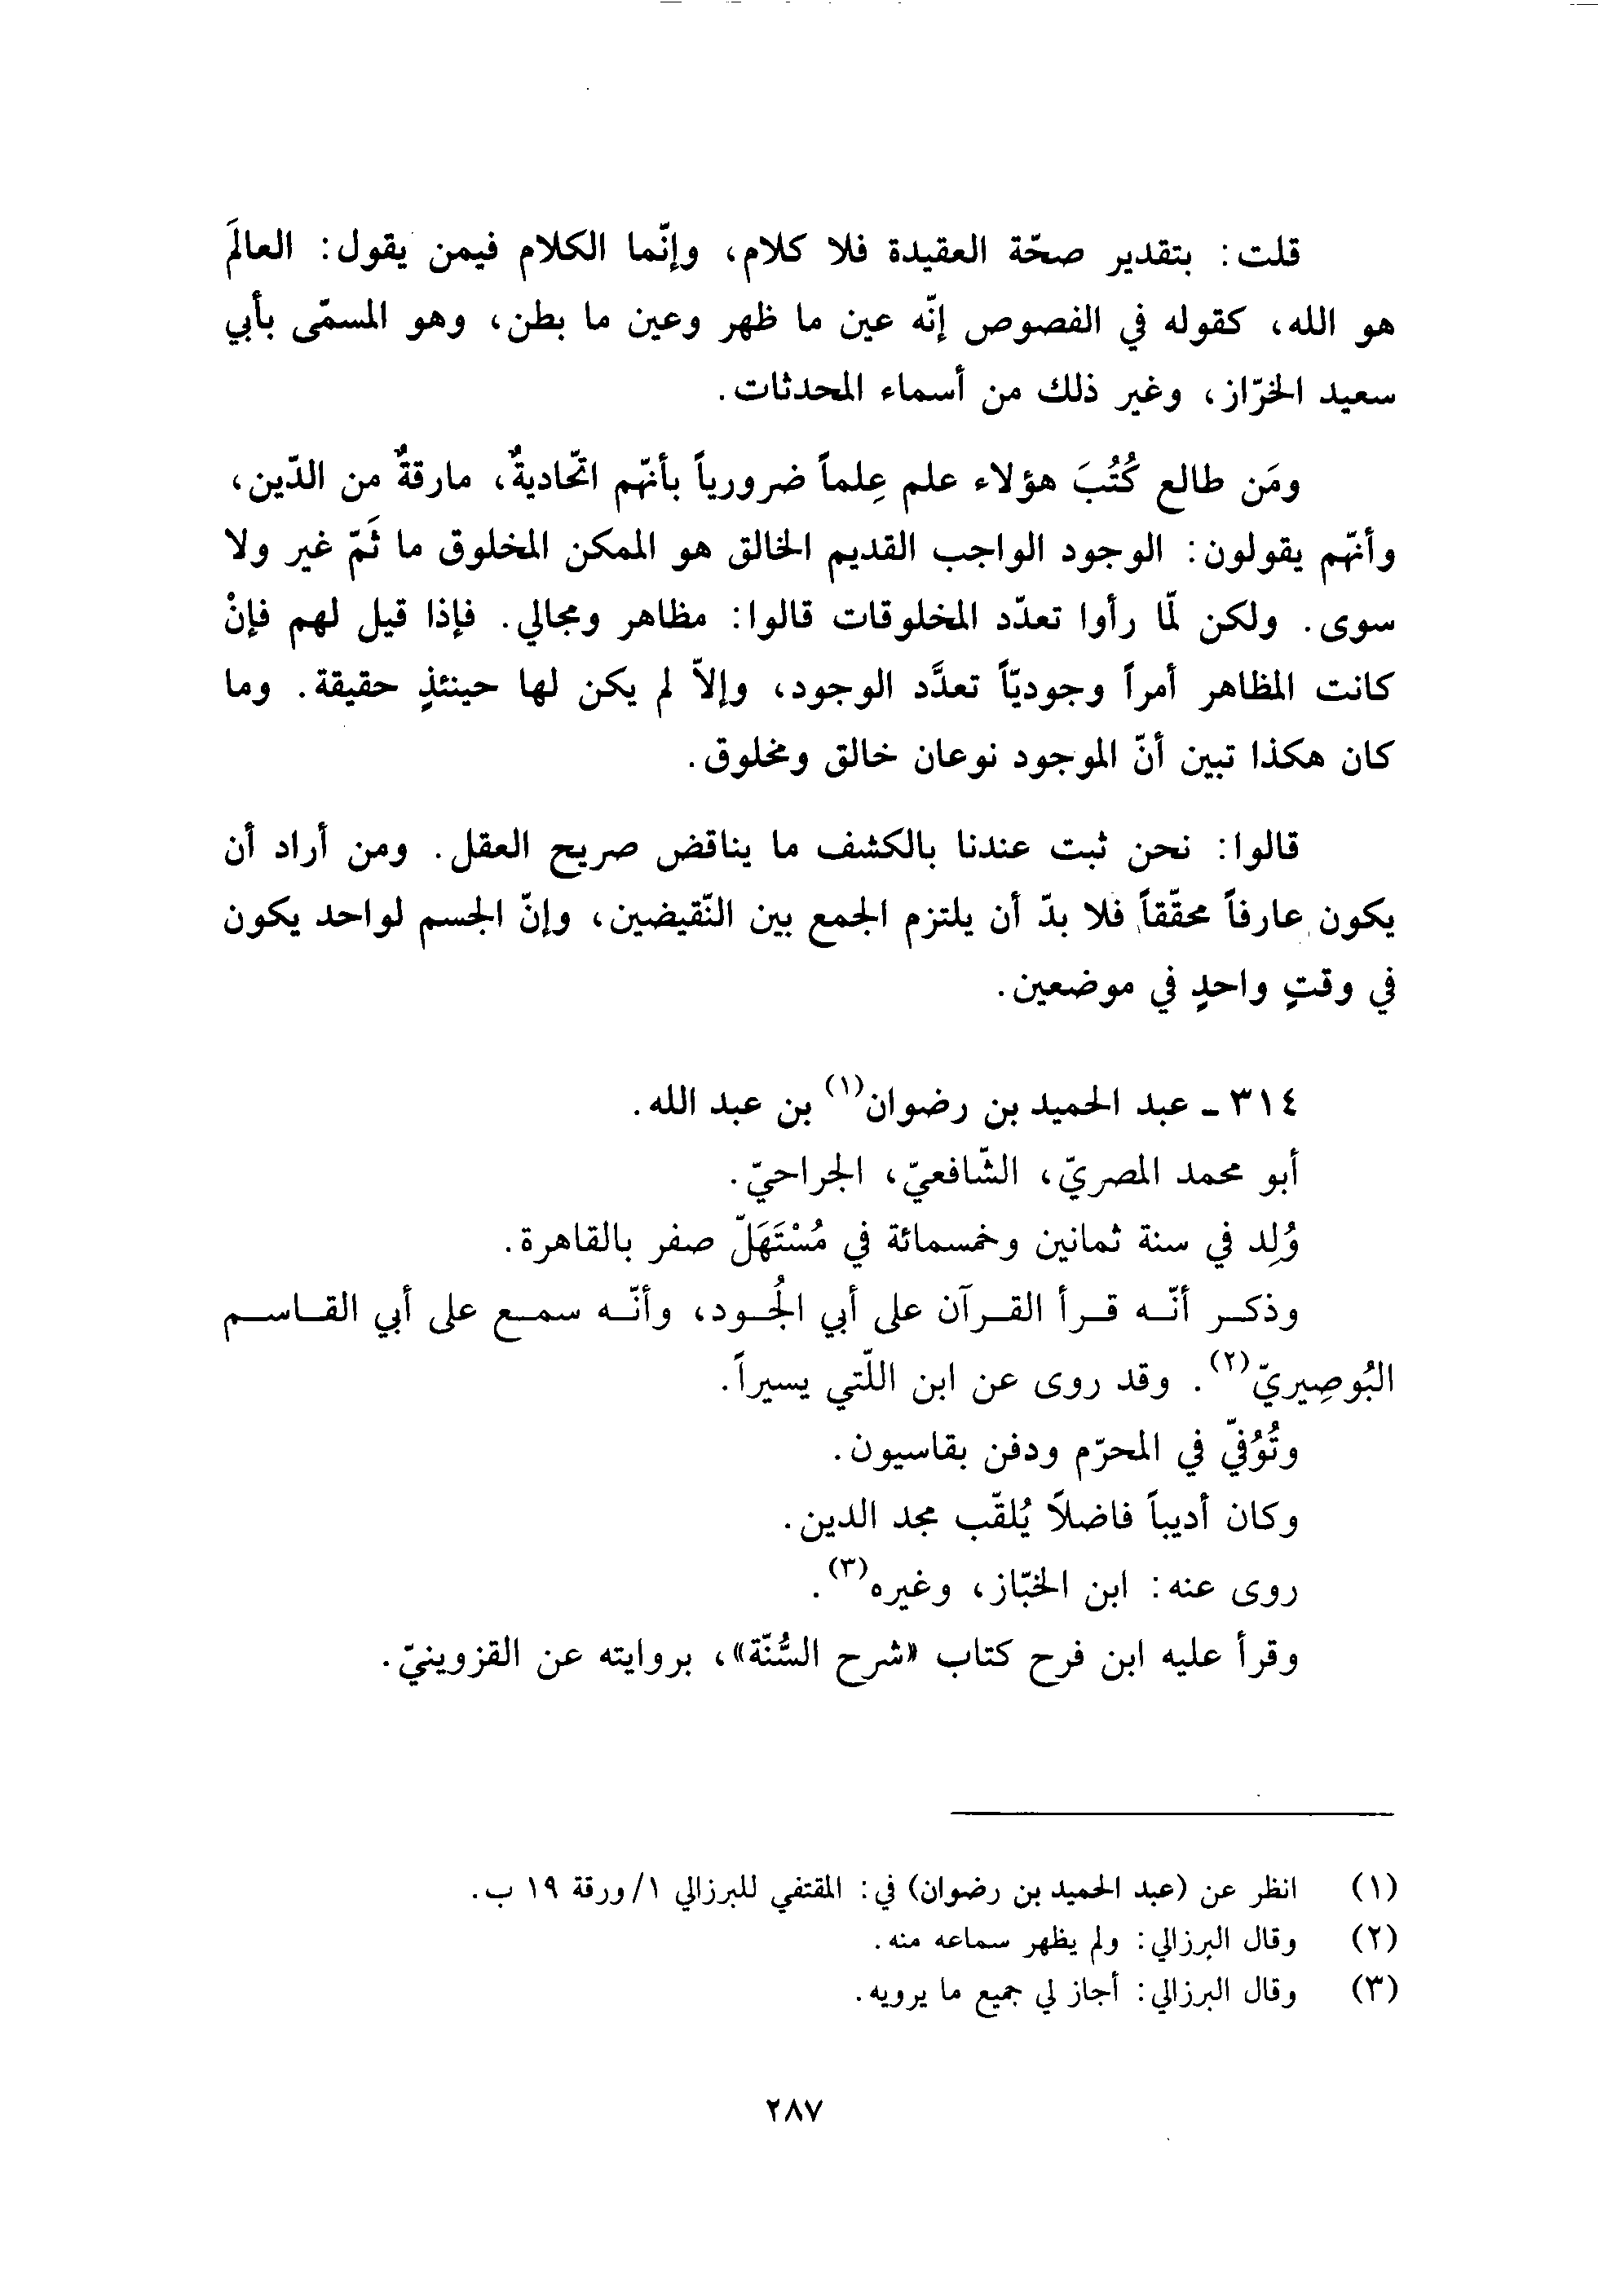 قلت: بتقدير صحّة العقيدة فلا كلام، وإنّما الكلام فيمن يقول: العالَم
هو الله، كقوله في الفصوص إنّه عين ما ظهر وعين ما بطن، وهو المسمّى بأبي
سعيد الخرّاز، وغير ذلك من أسماء المحدثات.
ومَن طالع كُتُبَ هؤلاء علم عِلماً ضرورياً بأنّهم اتّحاديةٌ، مارقةٌ من الدّين،
وأنّهم يقولون: الوجود الواجب القديم الخالق هو الممكن المخلوق ما ثَمّ غير ولا
سوى. ولكن لمّا رأوا تعدّد المخلوقات قالوا: مظاهر ومجالي. فإذا قيل لهم فإنْ
كانت المظاهر أمراً وجوديّاً تعدَّد الوجود، وإلاّ لم يكن لها حينئذٍ حقيقة. وما
كان هكذا تبين أنّ الموجود نوعان خالق ومخلوق.
قالوا: نحن ثبت عندنا بالكشف ما يناقض صريح العقل. ومن أراد أن
يكون عارفاً محقّقاً فلا بدّ أن يلتزم الجمع بين النّقيضين، وإنّ الجسم لواحد يكون
في وقتٍ واحدٍ في موضعين.
٣١٤ - عبد الحميد بن رضوان(١) بن عبد الله.
أبو محمد المصريّ، الشّافعيّ، الجراحيّ.
وُلِد في سنة ثمانين وخمسمائة في مُسْتَهَلّ صفر بالقاهرة.
وذكر أنّه قرأ القرآن على أبي الجُود، وأنّه سمع على أبي القاسم
البُوصِيريّ(٢). وقد روى عن ابن اللّتي يسيراً.
وتُوُفيّ في المحرّم ودفن بقاسيون.
وكان أديباً فاضلاً يُلقّب مجد الدين.
روى عنه: ابن الخبّاز، وغيره(٣).
وقرأ عليه ابن فرح كتاب «شرح السُّنّة»، بروايته عن القزوينيّ.
(١) انظر عن (عبد الحميد بن رضوان) في: المقتفي للبرزالي ١/ورقة ١٩ ب.
(٢) وقال البرزالي: ولم يظهر سماعه منه.
(٣) وقال البرزالي: أجاز لي جميع ما يرويه.
٢٨٧